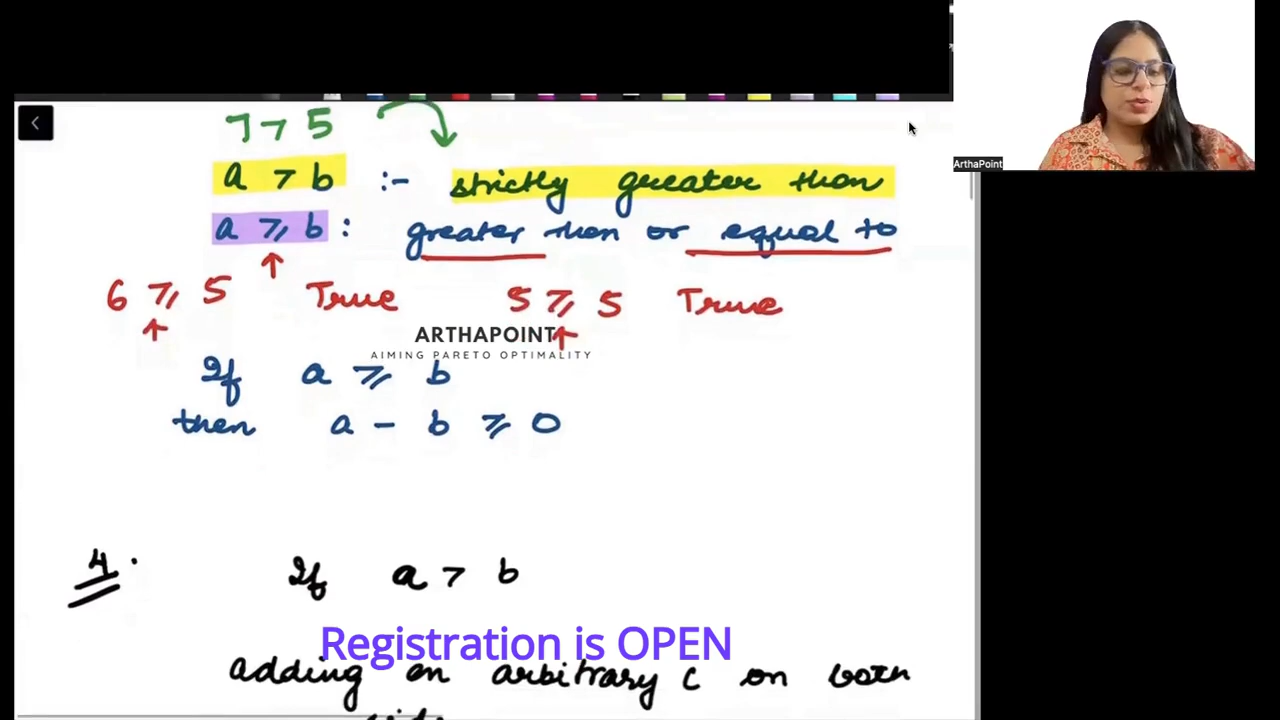 7 > 5
a > b :- strictly greater than
a ⩾ b : greater then or equal to
6 ⩾ 5 True 5 ⩾ 5 True
ARTHAPOINT
AIMING PARETO OPTIMALITY
If a ⩾ b
then a - b ⩾ 0
4. If a > b
Registration is OPEN
adding an arbitrary c on both
ArthaPoint